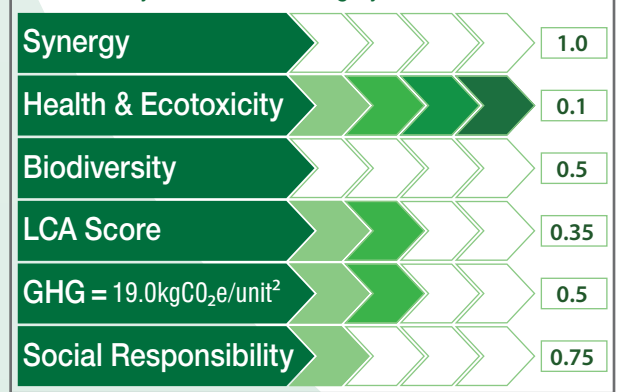 Synergy 1.0
Health & Ecotoxicity 0.1
Biodiversity 0.5
LCA Score 0.35
GHG = 19.0kgC0₂e/unit² 0.5
Social Responsibility 0.75